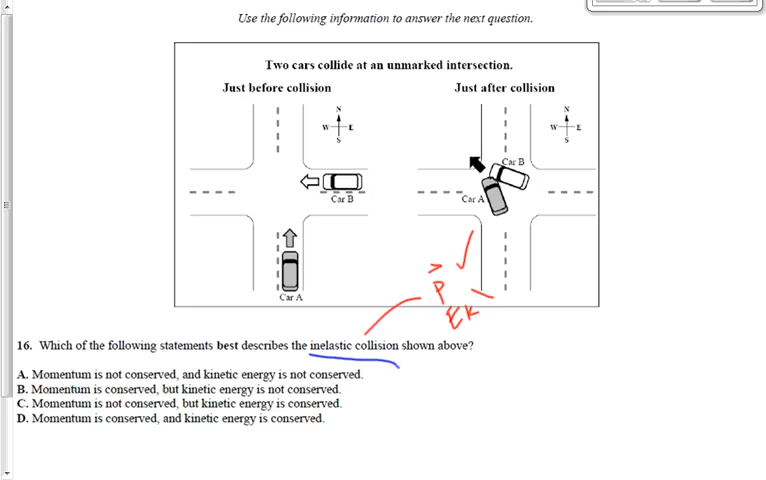 Use the following information to answer the next question.
Two cars collide at an unmarked intersection.
Just before collision
Just after collision
N
W E
S
Car B
Car A
N
W E
S
Car B
Car A
P
EK
16. Which of the following statements best describes the inelastic collision shown above?
A. Momentum is not conserved, and kinetic energy is not conserved.
B. Momentum is conserved, but kinetic energy is not conserved.
C. Momentum is not conserved, but kinetic energy is conserved.
D. Momentum is conserved, and kinetic energy is conserved.